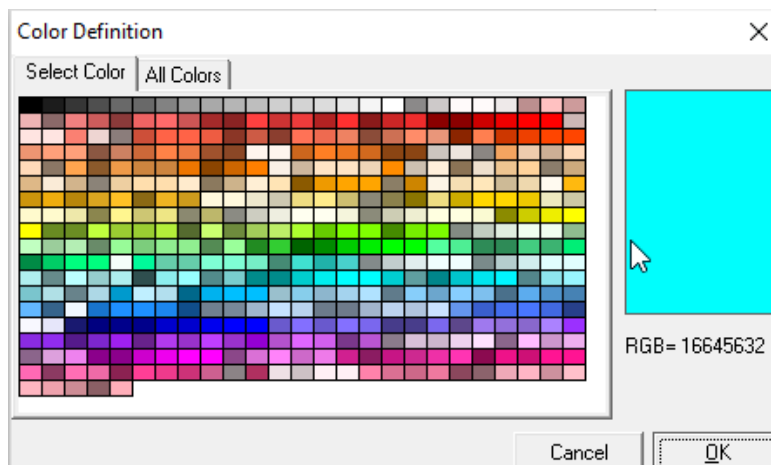 Color Definition
Select Color
All Colors
RGB= 16645632
Cancel
OK